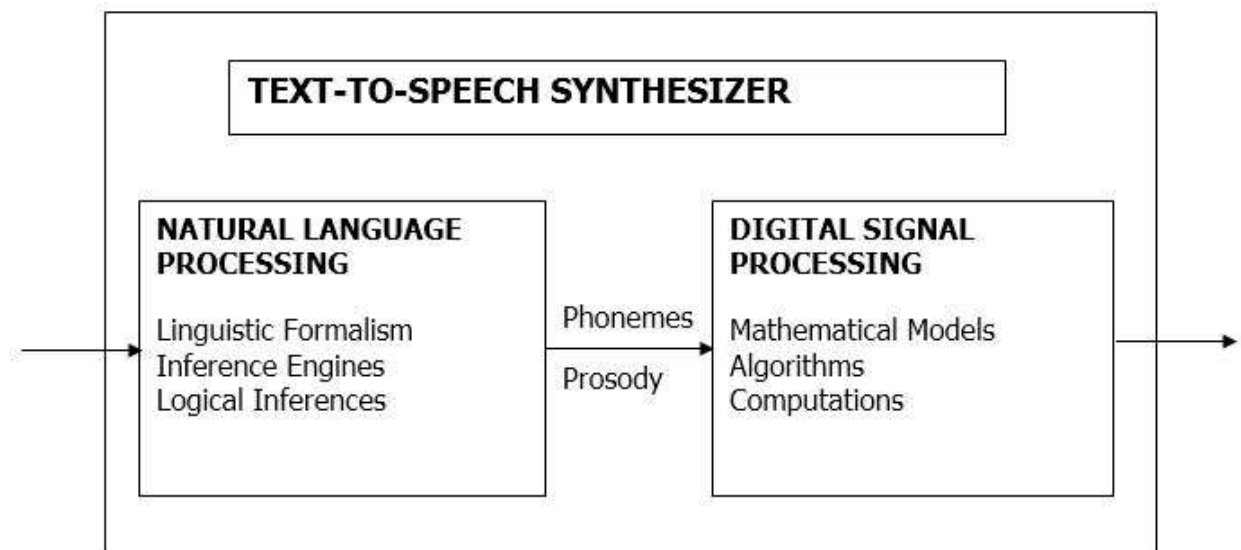 TEXT-TO-SPEECH SYNTHESIZER
NATURAL LANGUAGE
PROCESSING
Linguistic Formalism
Inference Engines
Logical Inferences
Phonemes
Prosody
DIGITAL SIGNAL
PROCESSING
Mathematical Models
Algorithms
Computations